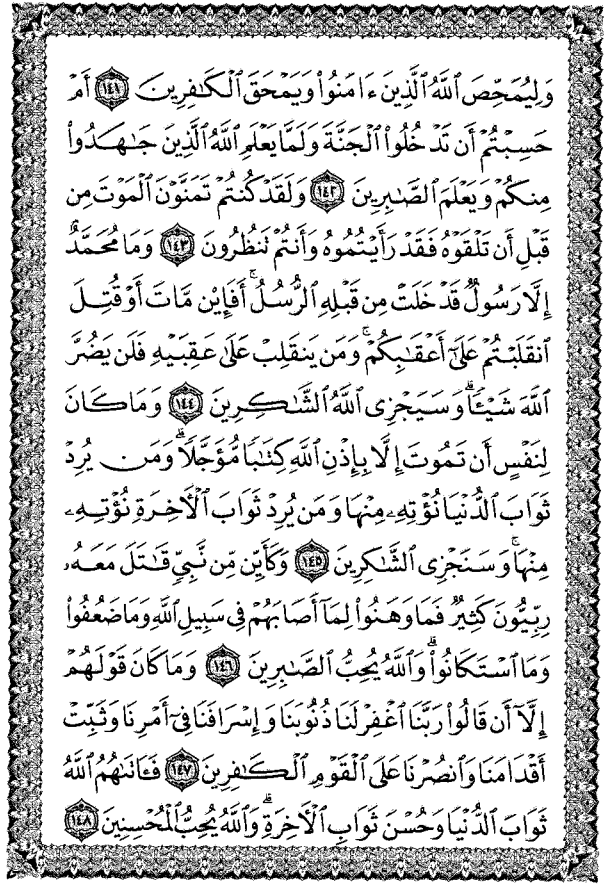 وَلِيُمَحِّصَ ٱللَّهُ ٱلَّذِينَ ءَامَنُوا۟ وَيَمْحَقَ ٱلْكَـٰفِرِينَ ١٤١ أَمْ
حَسِبْتُمْ أَن تَدْخُلُوا۟ ٱلْجَنَّةَ وَلَمَّا يَعْلَمِ ٱللَّهُ ٱلَّذِينَ جَـٰهَدُوا۟
مِنكُمْ وَيَعْلَمَ ٱلصَّـٰبِرِينَ ١٤٢ وَلَقَدْ كُنتُمْ تَمَنَّوْنَ ٱلْمَوْتَ مِن
قَبْلِ أَن تَلْقَوْهُ فَقَدْ رَأَيْتُمُوهُ وَأَنتُمْ تَنظُرُونَ ١٤٣ وَمَا مُحَمَّدٌ
إِلَّا رَسُولٌ قَدْ خَلَتْ مِن قَبْلِهِ ٱلرُّسُلُ ۚ أَفَإِي۟ن مَّاتَ أَوْ قُتِلَ
ٱنقَلَبْتُمْ عَلَىٰٓ أَعْقَـٰبِكُمْ ۚ وَمَن يَنقَلِبْ عَلَىٰ عَقِبَيْهِ فَلَن يَضُرَّ
ٱللَّهَ شَيْـًٔا ۗ وَسَيَجْزِى ٱللَّهُ ٱلشَّـٰكِرِينَ ١٤٤ وَمَا كَانَ
لِنَفْسٍ أَن تَمُوتَ إِلَّا بِإِذْنِ ٱللَّهِ كِتَـٰبًا مُّؤَجَّلًا ۗ وَمَن يُرِدْ
ثَوَابَ ٱلدُّنْيَا نُؤْتِهِۦ مِنْهَا وَمَن يُرِدْ ثَوَابَ ٱلْـَٔاخِرَةِ نُؤْتِهِۦ
مِنْهَا ۚ وَسَنَجْزِى ٱلشَّـٰكِرِينَ ١٤٥ وَكَأَيِّن مِّن نَّبِىٍّ قَـٰتَلَ مَعَهُۥ
رِبِّيُّونَ كَثِيرٌ فَمَا وَهَنُوا۟ لِمَآ أَصَابَهُمْ فِى سَبِيلِ ٱللَّهِ وَمَا ضَعُفُوا۟
وَمَا ٱسْتَكَانُوا۟ ۗ وَٱللَّهُ يُحِبُّ ٱلصَّـٰبِرِينَ ١٤٦ وَمَا كَانَ قَوْلَهُمْ
إِلَّآ أَن قَالُوا۟ رَبَّنَا ٱغْفِرْ لَنَا ذُنُوبَنَا وَإِسْرَافَنَا فِىٓ أَمْرِنَا وَثَبِّتْ
أَقْدَامَنَا وَٱنصُرْنَا عَلَى ٱلْقَوْمِ ٱلْكَـٰفِرِينَ ١٤٧ فَـَٔاتَىٰهُمُ ٱللَّهُ
ثَوَابَ ٱلدُّنْيَا وَحُسْنَ ثَوَابِ ٱلْـَٔاخِرَةِ ۗ وَٱللَّهُ يُحِبُّ ٱلْمُحْسِنِينَ ١٤٨